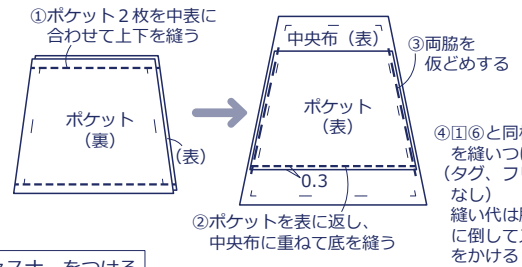 ①ポケット2枚を中表に
合わせて上下を縫う
ポケット
(裏)
(表)
中央布(表)
③両脇を
仮どめする
ポケット
(表)
0.3
②ポケットを表に返し、
中央布に重ねて底を縫う
④1⑥と同
を縫いつけ
(タグ、フ
なし)
縫い代は
に倒して
をかける
ファスナーをつける